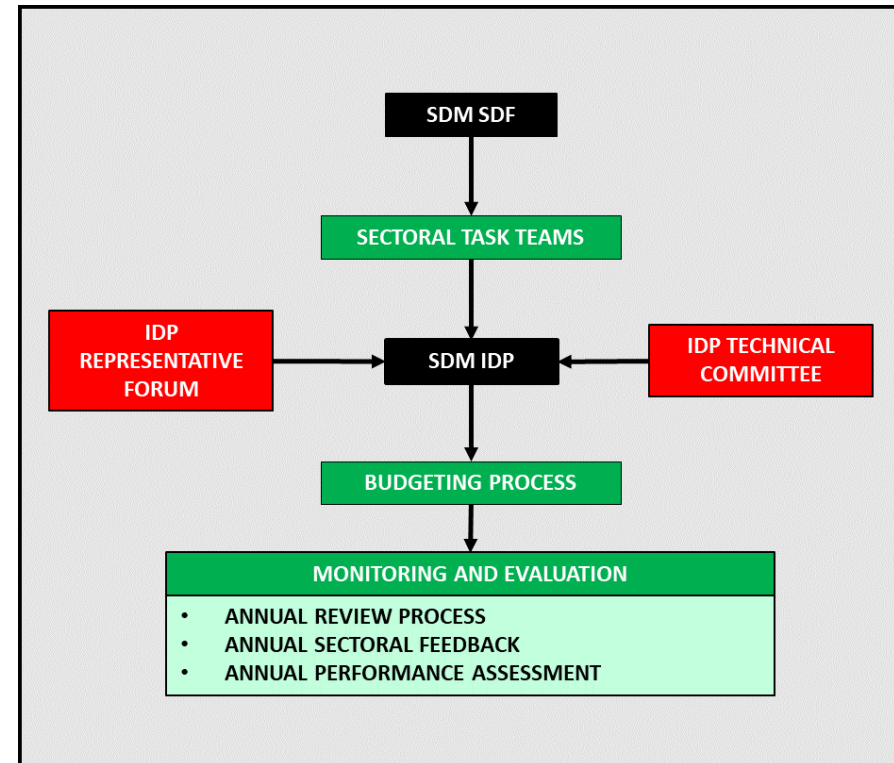 SDM SDF
SECTORAL TASK TEAMS
IDP
REPRESENTATIVE
FORUM
SDM IDP
IDP TECHNICAL
COMMITTEE
BUDGETING PROCESS
MONITORING AND EVALUATION
• ANNUAL REVIEW PROCESS
• ANNUAL SECTORAL FEEDBACK
• ANNUAL PERFORMANCE ASSESSMENT